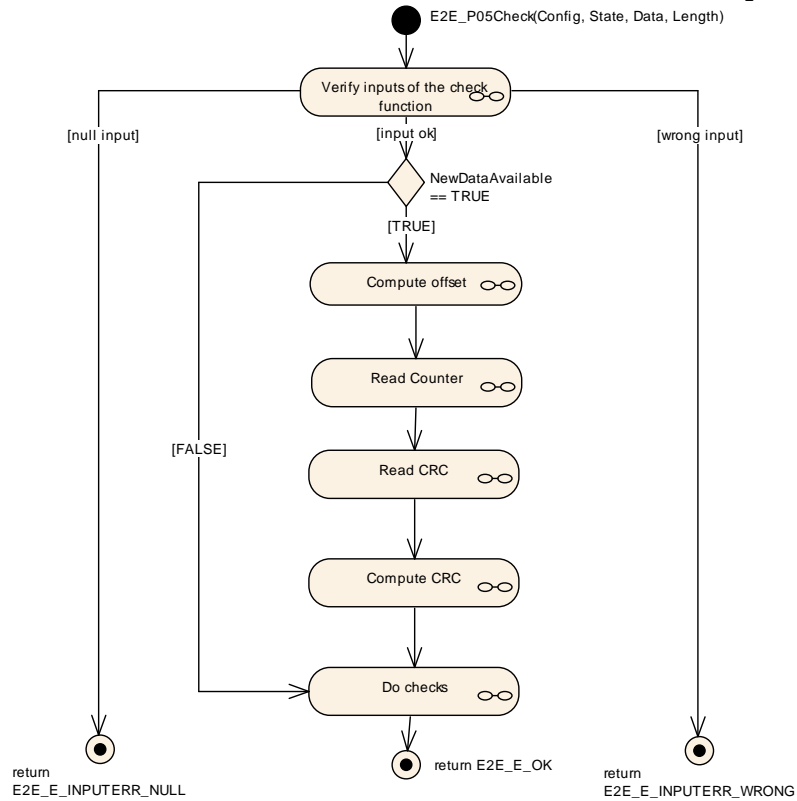 E2E_P05Check(Config, State, Data, Length)
Verify inputs of the check
function
[null input]
[input ok]
[wrong input]
NewDataAvailable
== TRUE
[TRUE]
Compute offset
Read Counter
[FALSE]
Read CRC
Compute CRC
Do checks
return E2E_E_OK
return
E2E_E_INPUTERR_NULL
return
E2E_E_INPUTERR_WRONG